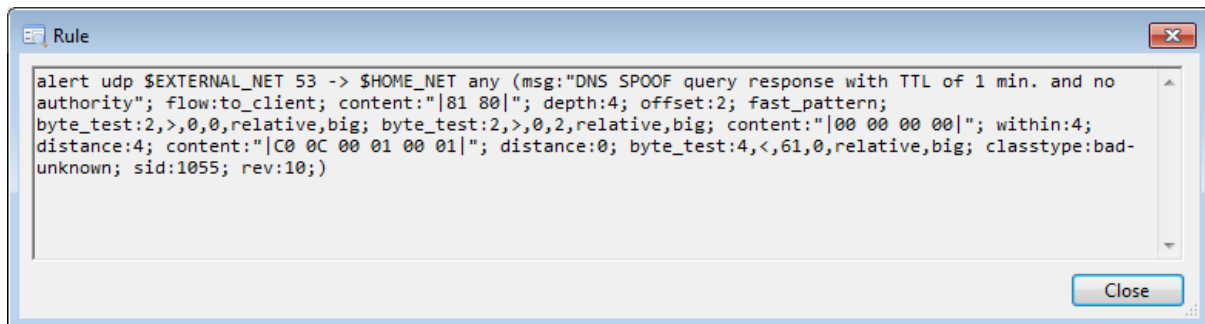 Rule
alert udp $EXTERNAL_NET 53 -> $HOME_NET any (msg:"DNS SPOOF query response with TTL of 1 min. and no
authority"; flow:to_client; content:"|81 80|"; depth:4; offset:2; fast_pattern;
byte_test:2,>,0,0,relative,big; byte_test:2,>,0,2,relative,big; content:"|00 00 00 00|"; within:4;
distance:4; content:"|C0 0C 00 01 00 01|"; distance:0; byte_test:4,<,61,0,relative,big; classtype:bad-
unknown; sid:1055; rev:10;)
Close